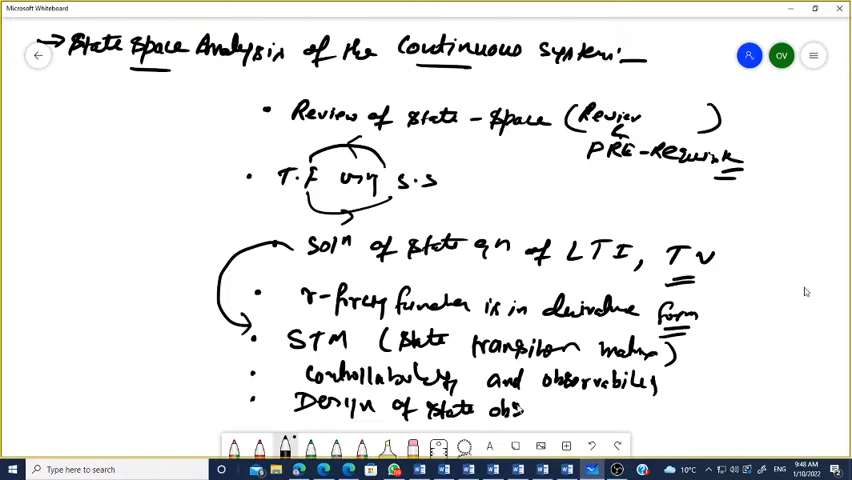 Microsoft Whiteboard
→ State Space Analysis of the Continuous system:
OV
• Review of State-Space (Review )
PRE-Requisite
• T.F using S.S
• Soln of State eqn of LTI, TV
• r-forcing function is in derivative form
• STM (State transition matrix)
• Controllability and observability
• Design of State obs
A
Type here to search
10°C
ENG
9:48 AM
1/10/2022